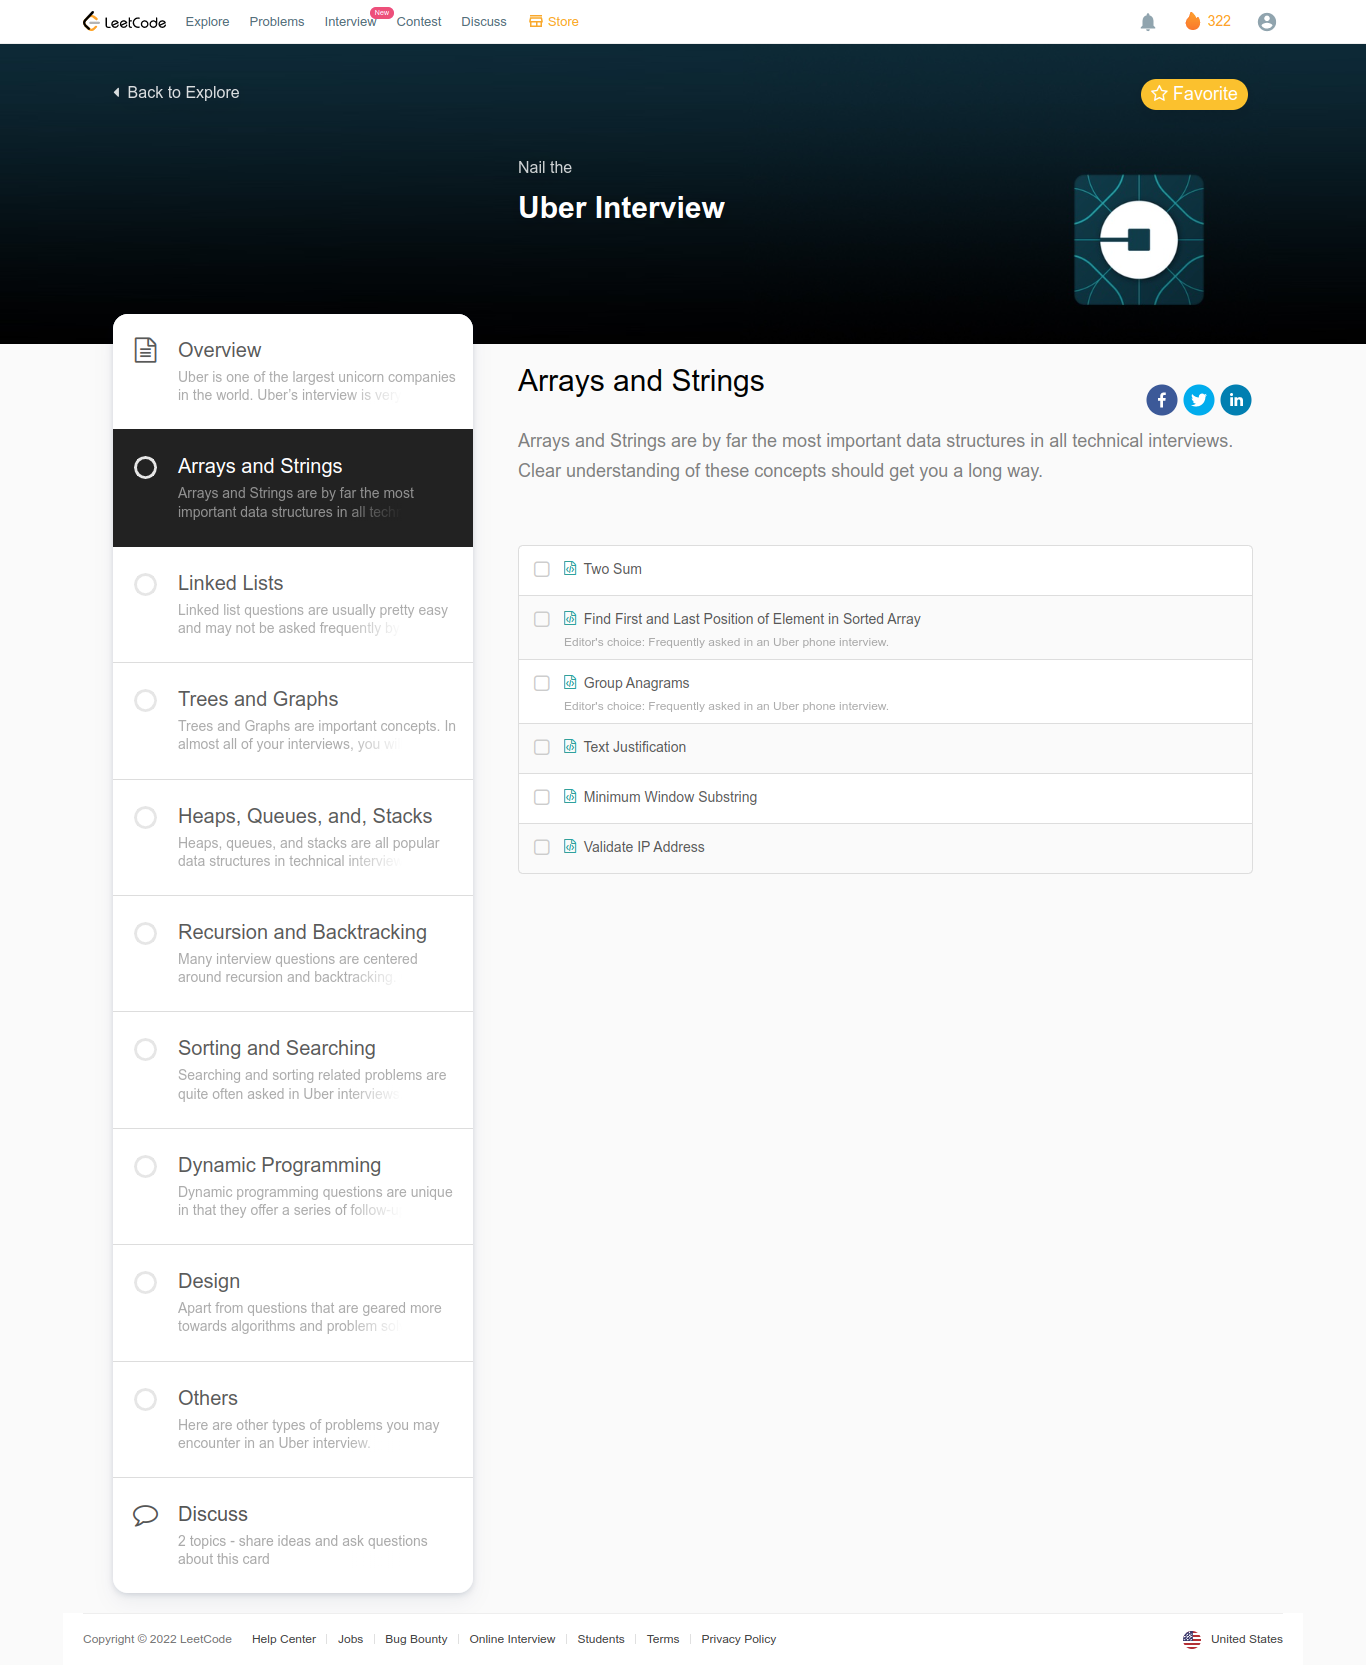 LeetCode
Explore
Problems
Interview
New
Contest
Discuss
Store
322
Back to Explore
Favorite
Nail the
Uber Interview
Overview
Uber is one of the largest unicorn companies
in the world. Uber's interview is very
Arrays and Strings
Arrays and Strings are by far the most
important data structures in all tech
Linked Lists
Linked list questions are usually pretty easy
and may not be asked frequently by
Trees and Graphs
Trees and Graphs are important concepts. In
almost all of your interviews, you w
Heaps, Queues, and, Stacks
Heaps, queues, and stacks are all popular
data structures in technical interview
Recursion and Backtracking
Many interview questions are centered
around recursion and backtracking
Sorting and Searching
Searching and sorting related problems are
quite often asked in Uber interviews
Dynamic Programming
Dynamic programming questions are unique
in that they offer a series of follow-
Design
Apart from questions that are geared more
towards algorithms and problem so
Others
Here are other types of problems you may
encounter in an Uber interview.
Discuss
2 topics - share ideas and ask questions
about this card
Arrays and Strings
Arrays and Strings are by far the most important data structures in all technical interviews.
Clear understanding of these concepts should get you a long way.
Two Sum
Find First and Last Position of Element in Sorted Array
Editor's choice: Frequently asked in an Uber phone interview.
Group Anagrams
Editor's choice: Frequently asked in an Uber phone interview.
Text Justification
Minimum Window Substring
Validate IP Address
Copyright © 2022 LeetCode
Help Center
Jobs
Bug Bounty
Online Interview
Students
Terms
Privacy Policy
United States